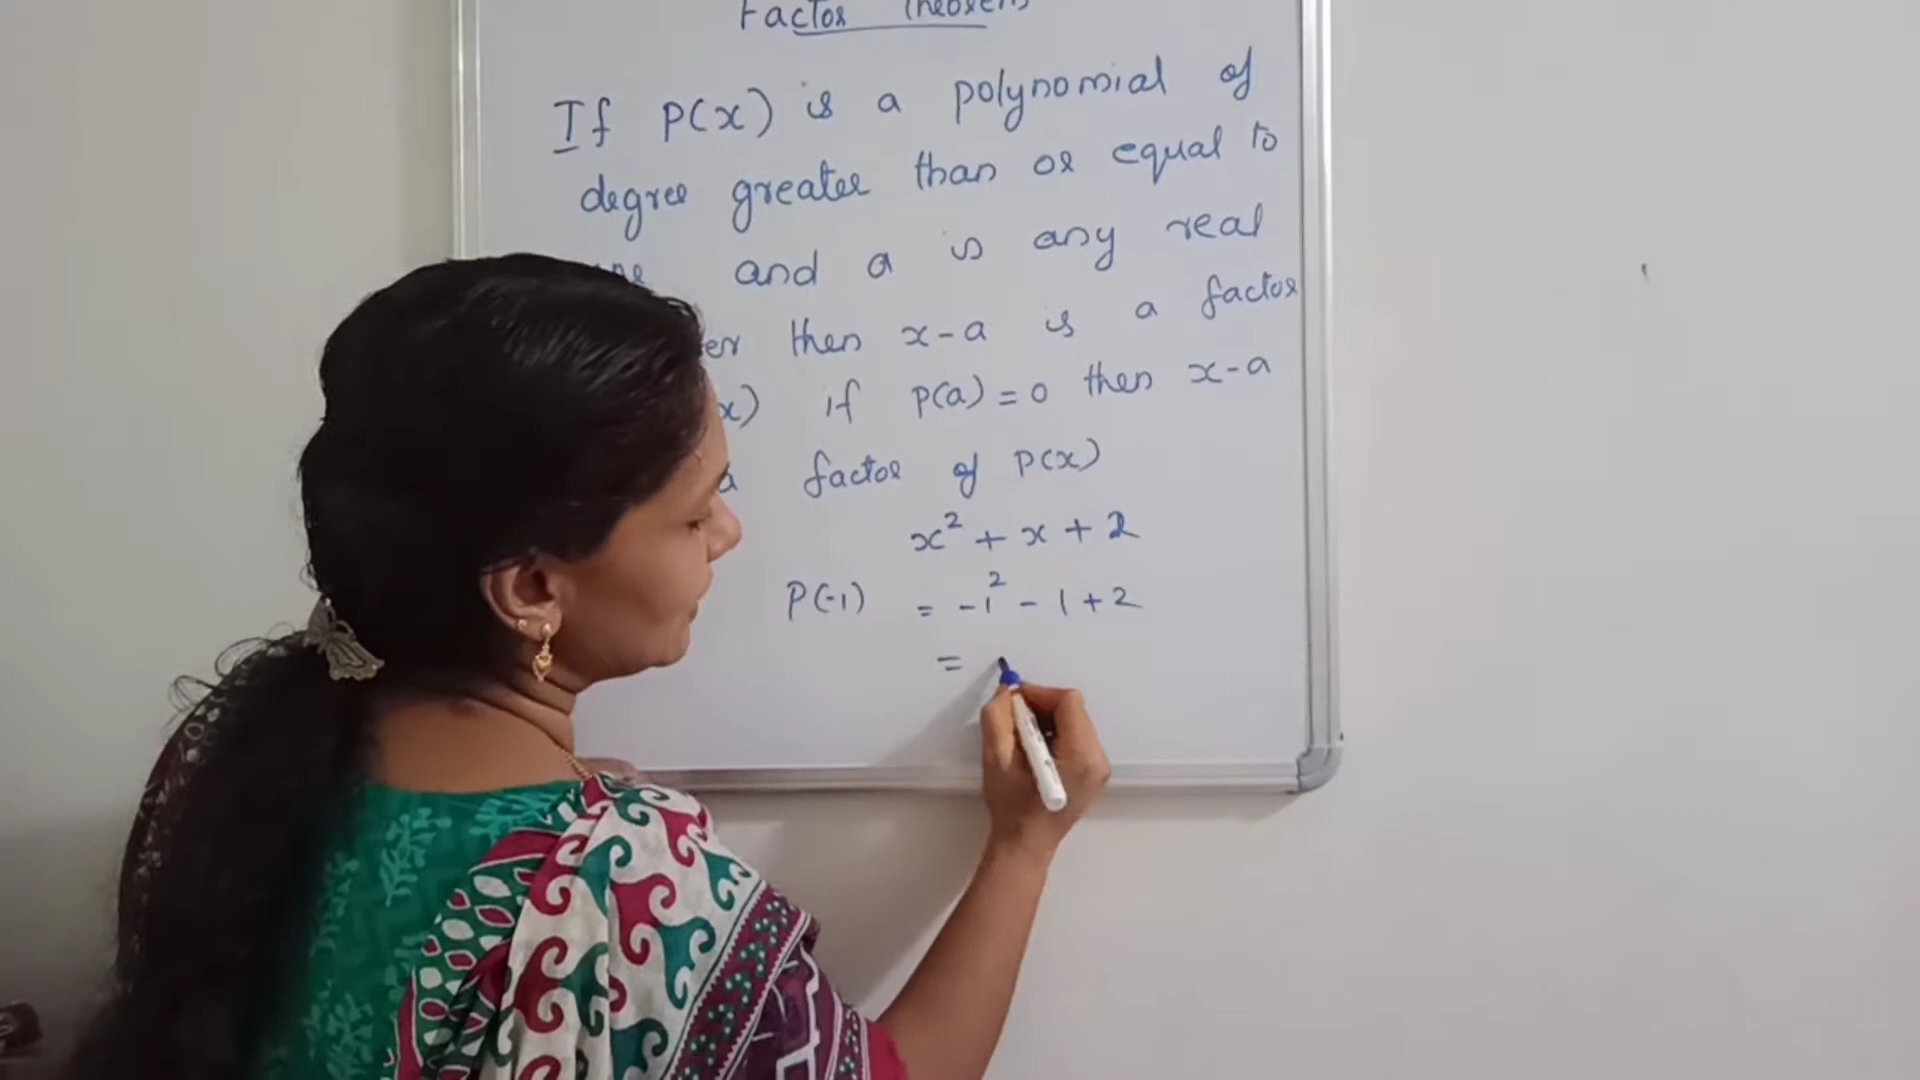 Factor Theorem
If P(x) is a polynomial of
degree greater than or equal to
and a is any real
then x-a is a factor
if P(a)=0 then x-a
a factor of P(x)
x² + x + 2
P(-1) = -1² - 1 + 2
=